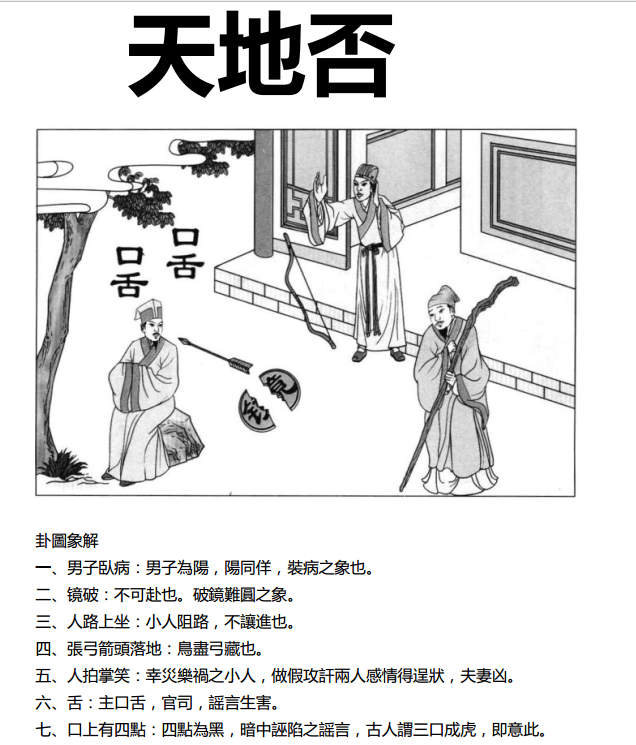 天地否
口舌
口舌
卦圖象解
一、男子臥病：男子為陽，陽同佯，裝病之象也。
二、镜破：不可赴也。破鏡難圓之象。
三、人路上坐：小人阻路，不讓進也。
四、張弓箭頭落地：鳥盡弓藏也。
五、人拍掌笑：幸災樂禍之小人，做假攻訐兩人感情得逞狀，夫妻凶。
六、舌：主口舌，官司，謡言生害。
七、口上有四點：四點為黑，暗中誣陷之謡言，古人謂三口成虎，即意此。